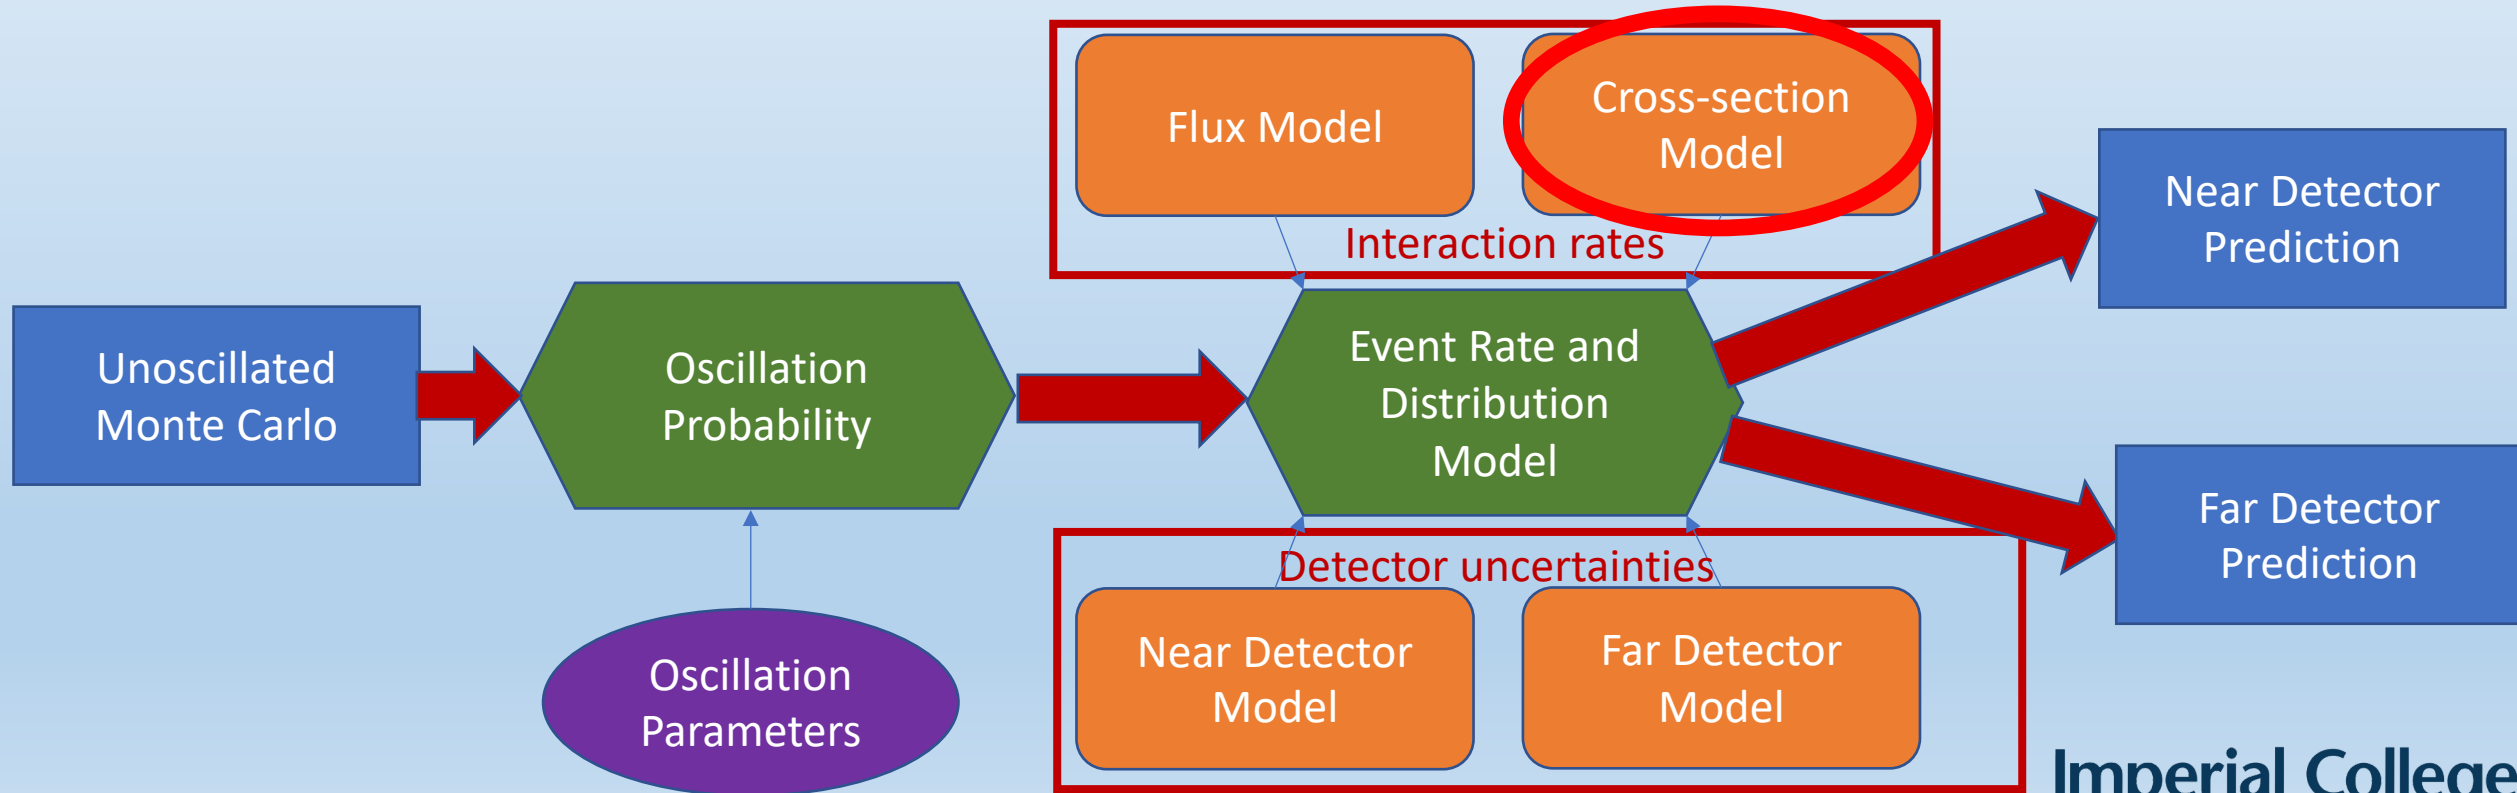 Flux Model
Cross-section
Model
Interaction rates
Near Detector
Prediction
Unoscillated
Monte Carlo
Oscillation
Probability
Event Rate and
Distribution
Model
Far Detector
Prediction
Detector uncertainties
Oscillation
Parameters
Near Detector
Model
Far Detector
Model
Imperial College